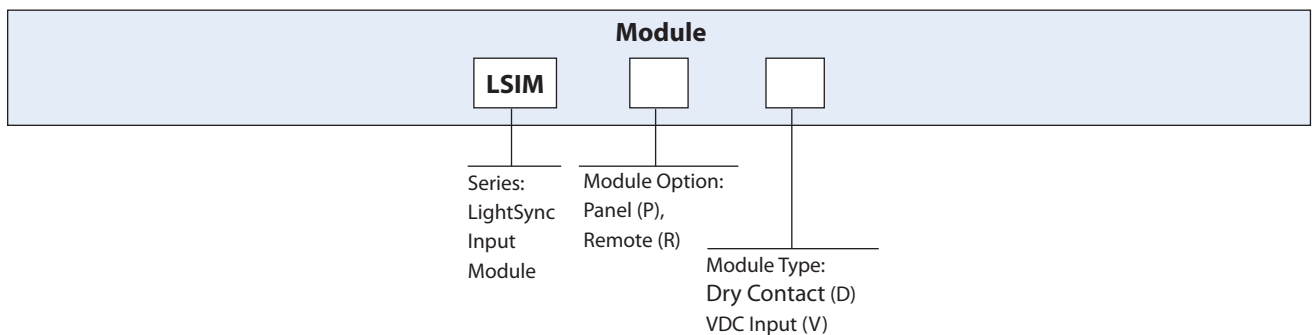 Module
LSIM
Series:
LightSync
Input
Module
Module Option:
Panel (P),
Remote (R)
Module Type:
Dry Contact (D)
VDC Input (V)